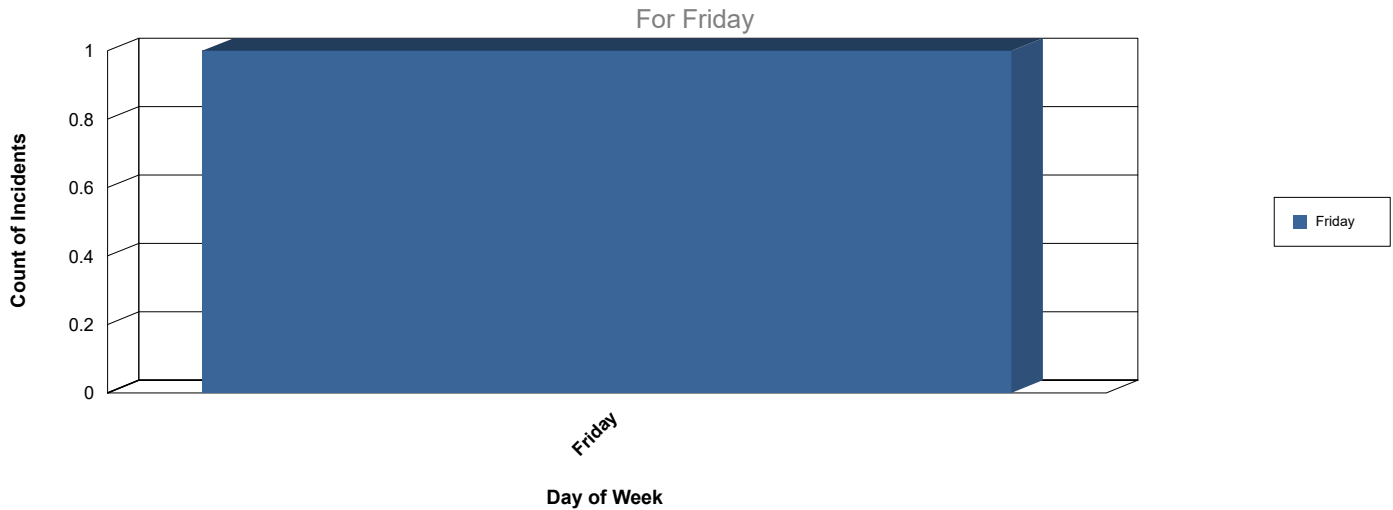 For Friday
Count of Incidents
1
0.8
0.6
0.4
0.2
0
Friday
Day of Week
Friday